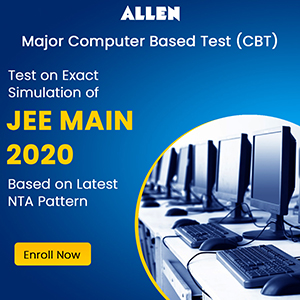 ALLEN
Major Computer Based Test (CBT)
Test on Exact
Simulation of
JEE MAIN
2020
Based on Latest
NTA Pattern
Enroll Now